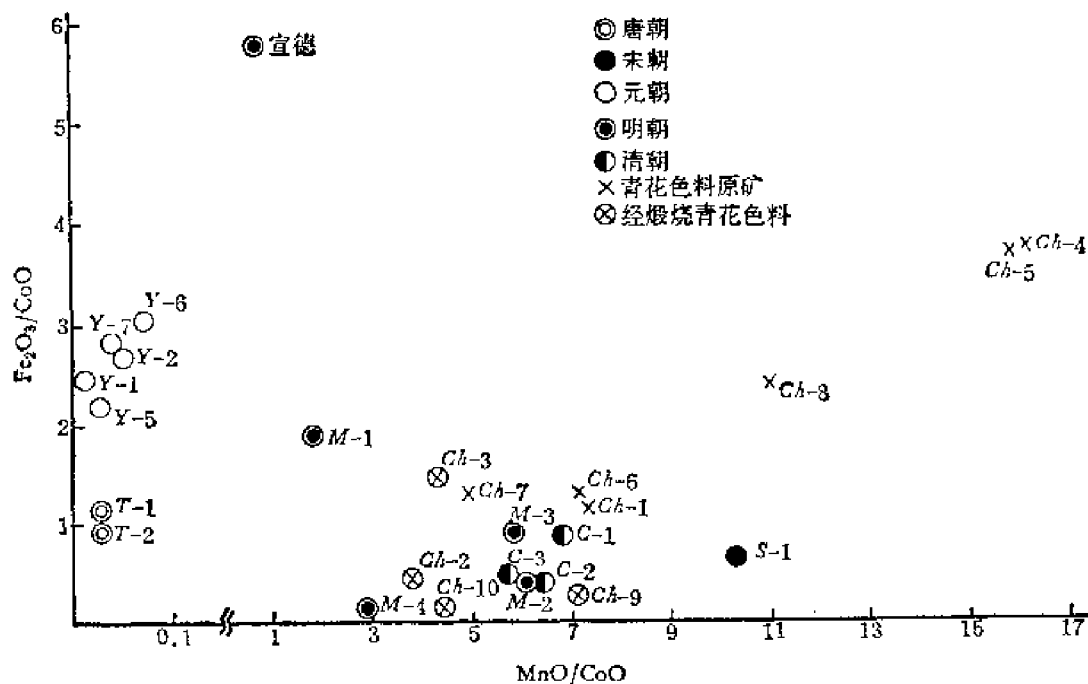 6
宣德
唐朝
宋朝
元朝
明朝
清朝
青花色料原矿
经煅烧青花色料
5
4
Ch-4
Ch-5
Fe₂O₃/CoO
Y-6
3
Y-7
Y-2
Y-1
Y-5
Ch-8
2
M-1
Ch-3
Ch-7
Ch-6
Ch-1
T-1
M-3
1
C-1
T-2
S-1
Ch-2
C-3
C-2
Ch-10
M-4
M-2
Ch-9
0.1 1 3 5 7 9 11 13 15 17
MnO/CoO